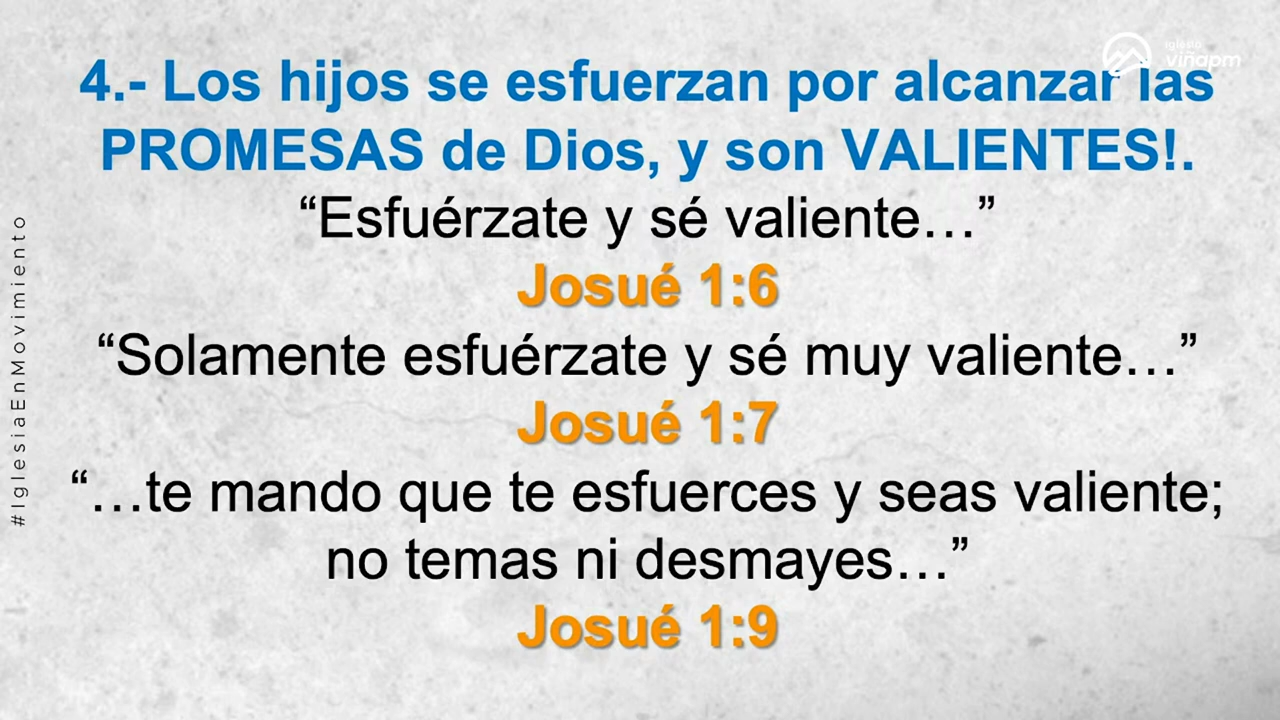 iglesia
viñapm
4.- Los hijos se esfuerzan por alcanzar las
PROMESAS de Dios, y son VALIENTES!.
“Esfuérzate y sé valiente…”
Josué 1:6
“Solamente esfuérzate y sé muy valiente…”
Josué 1:7
“…te mando que te esfuerces y seas valiente;
no temas ni desmayes…”
Josué 1:9
#IglesiaEnMovimiento